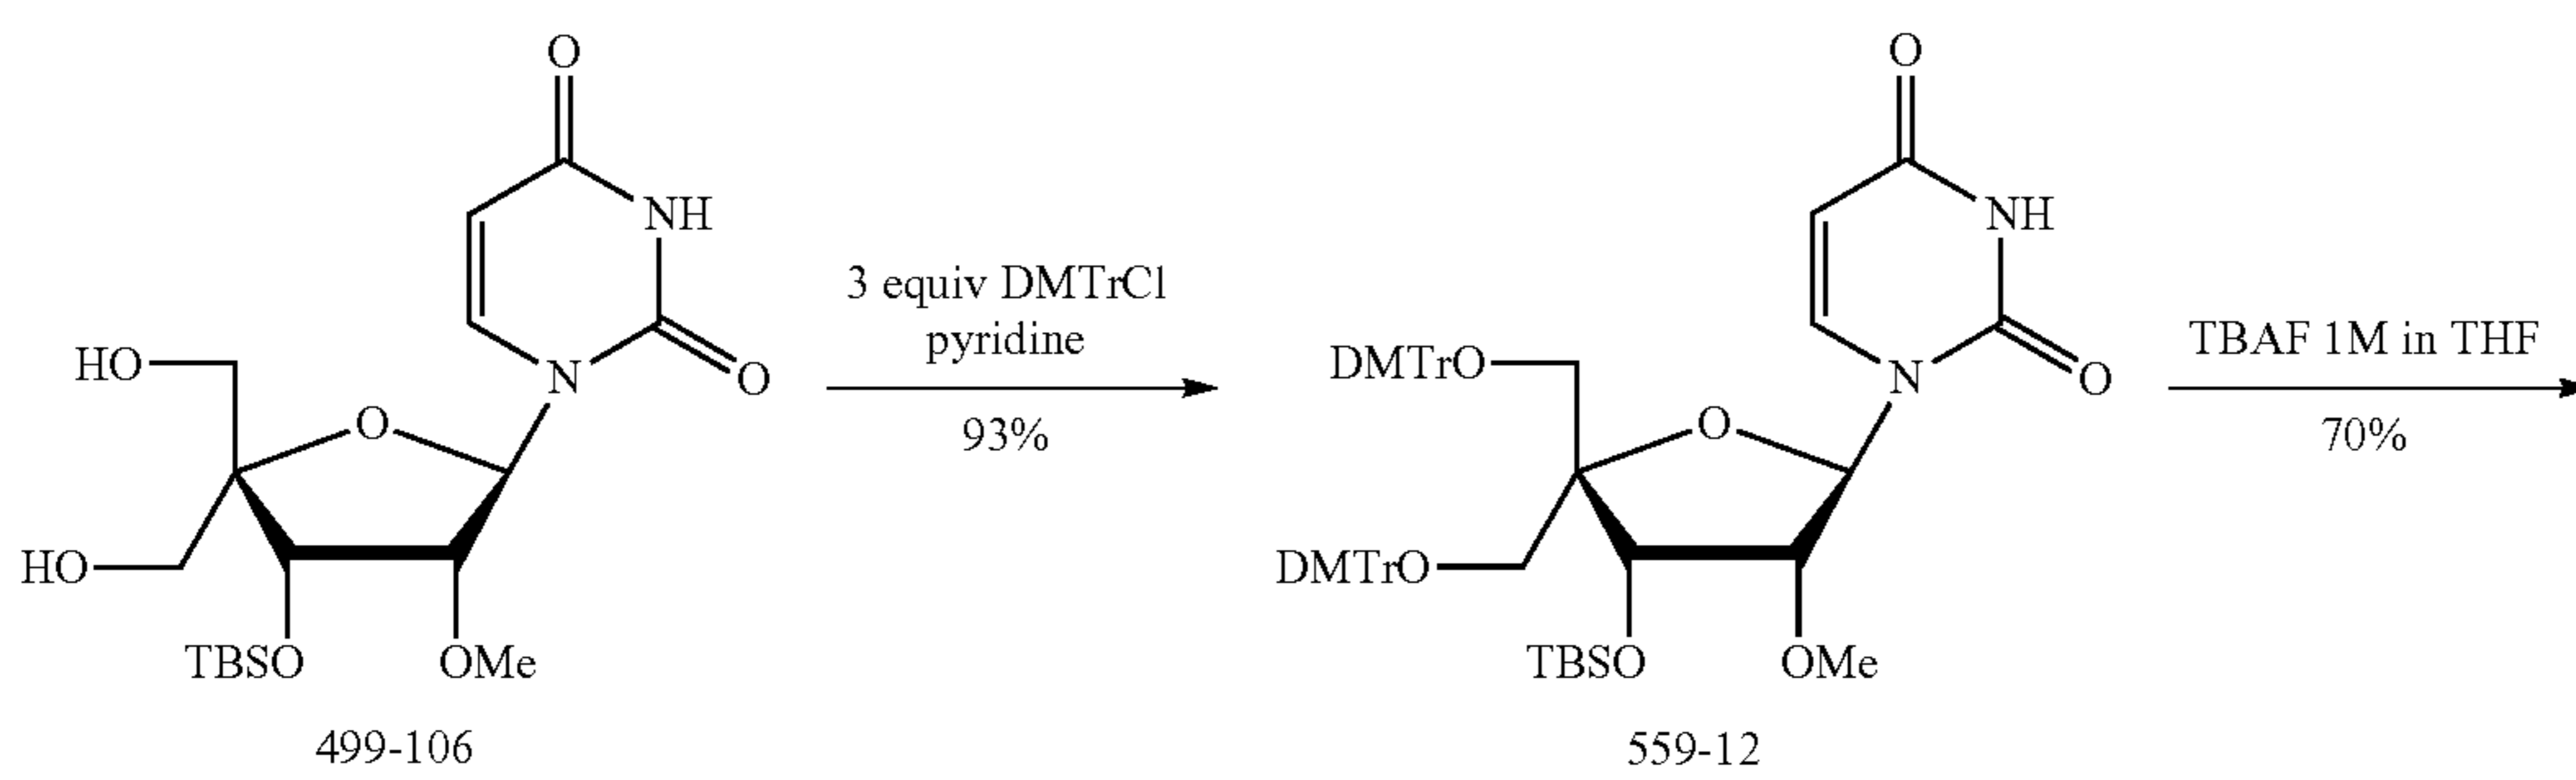 O
O
NH
NH
3 equiv DMTrCl
pyridine
TBAF 1M in THF
HO
N
O
DMTrO
N
O
O
O
93%
70%
HO
DMTrO
TBSO
OMe
TBSO
OMe
499-106
559-12